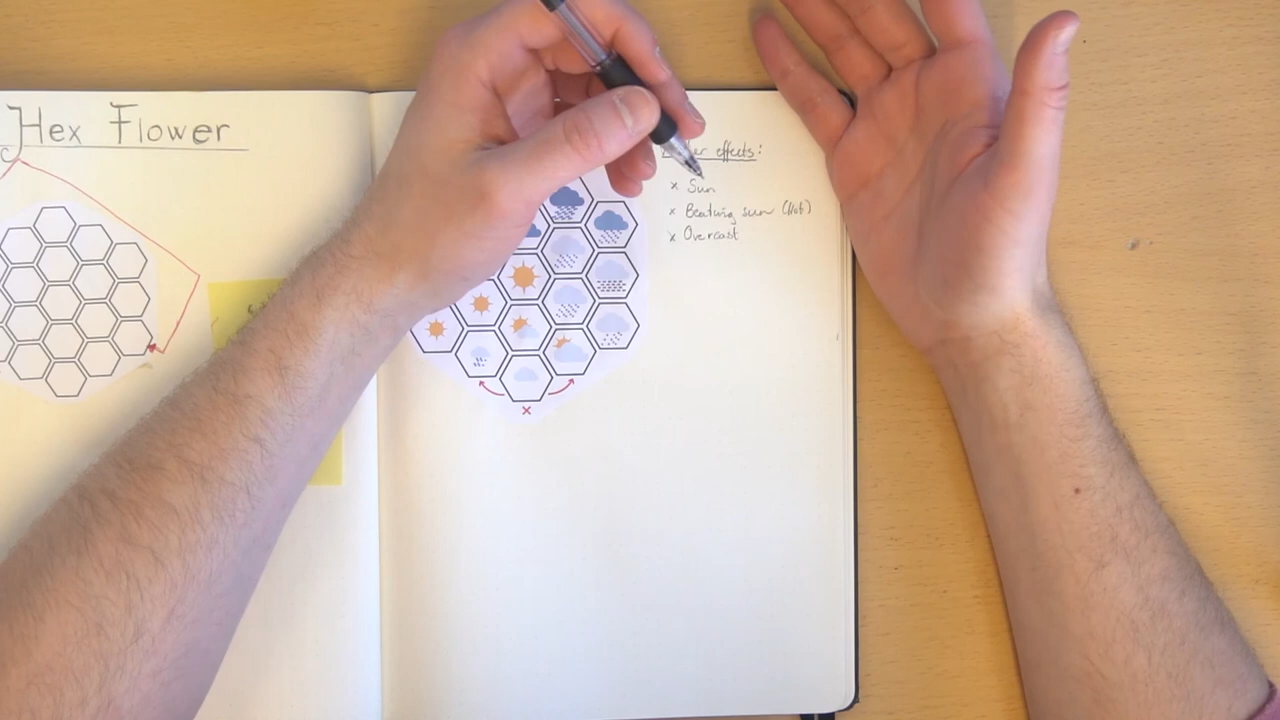 Hex Flower
effects:
x Sun
x Beating sun (Hot)
x Overcast
x